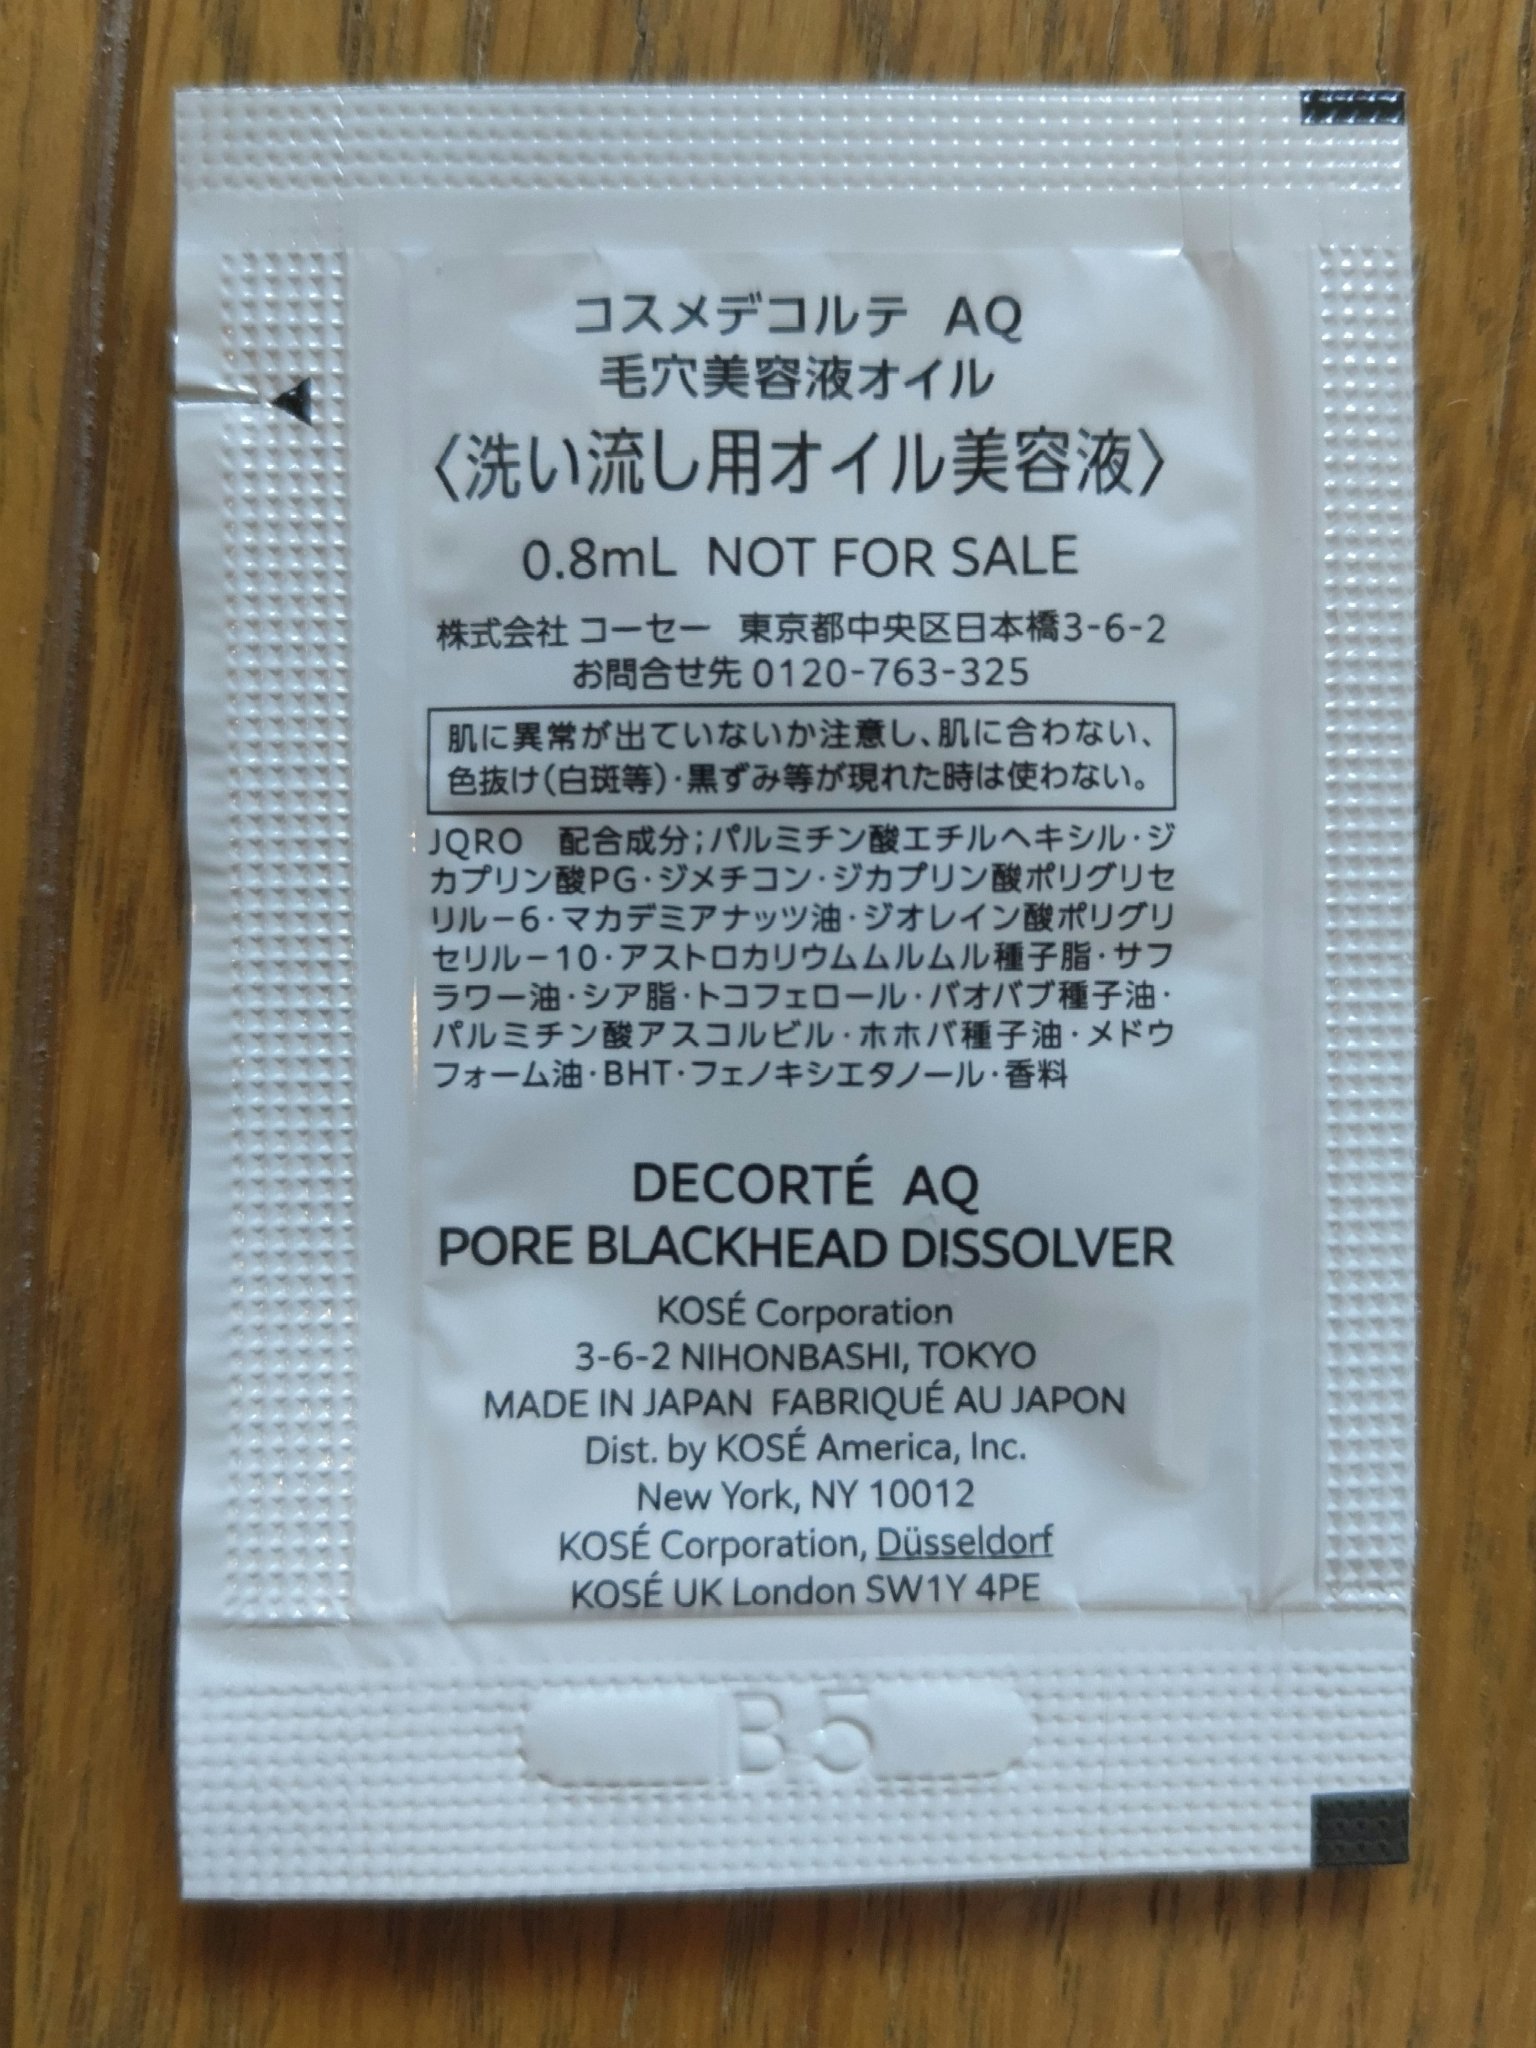 コスメデコルテ AQ
毛穴美容液オイル
〈洗い流し用オイル美容液〉
0.8mL NOT FOR SALE
株式会社 コーセー 東京都中央区日本橋3-6-2
お問合せ先 0120-763-325
肌に異常が出ていないか注意し、肌に合わない、
色抜け(白斑等)・黒ずみ等が現れた時は使わない。
JQRO 配合成分;パルミチン酸エチルヘキシル・ジ
カプリン酸PG・ジメチコン・ジカプリン酸ポリグリセ
リル－6・マカデミアナッツ油・ジオレイン酸ポリグリ
セリル－10・アストロカリウムムルムル種子脂・サフ
ラワー油・シア脂・トコフェロール・バオバブ種子油・
パルミチン酸アスコルビル・ホホバ種子油・メドウ
フォーム油・BHT・フェノキシエタノール・香料
DECORTÉ AQ
PORE BLACKHEAD DISSOLVER
KOSÉ Corporation
3-6-2 NIHONBASHI, TOKYO
MADE IN JAPAN FABRIQUÉ AU JAPON
Dist. by KOSÉ America, Inc.
New York, NY 10012
KOSÉ Corporation, Düsseldorf
KOSÉ UK London SW1Y 4PE
B5